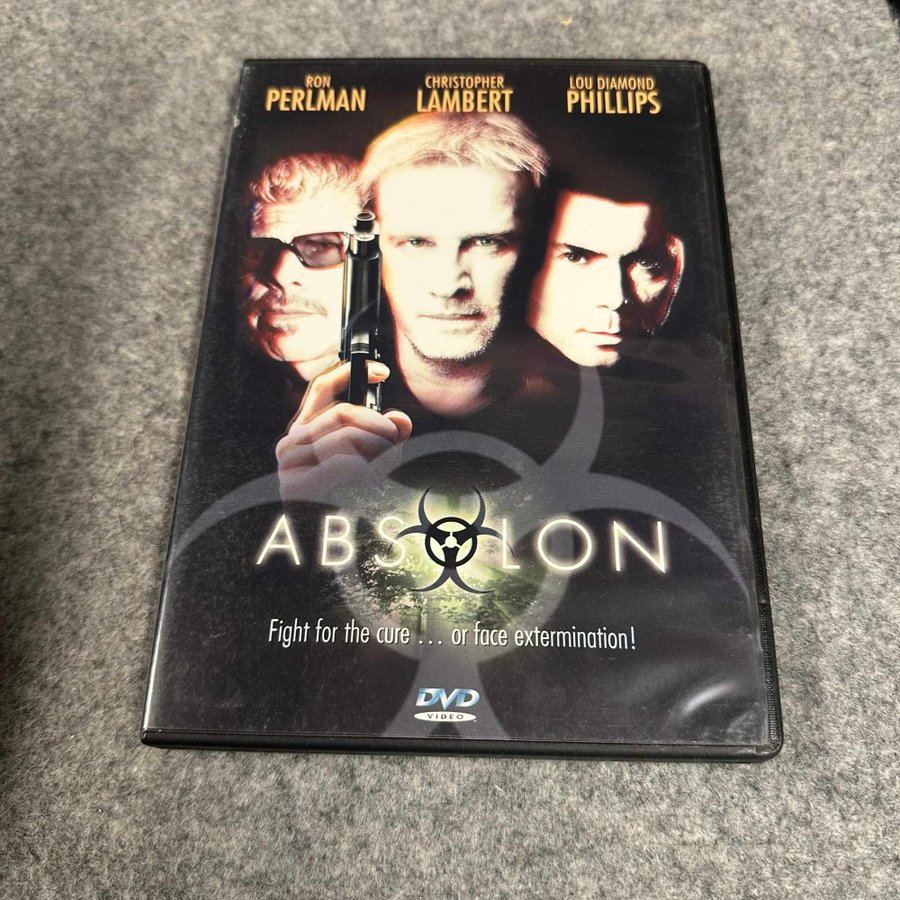 RON CHRISTOPHER LOU DIAMOND
PERLMAN LAMBERT PHILLIPS
ABSOLON
Fight for the cure ... or face extermination!
DVD
VIDEO